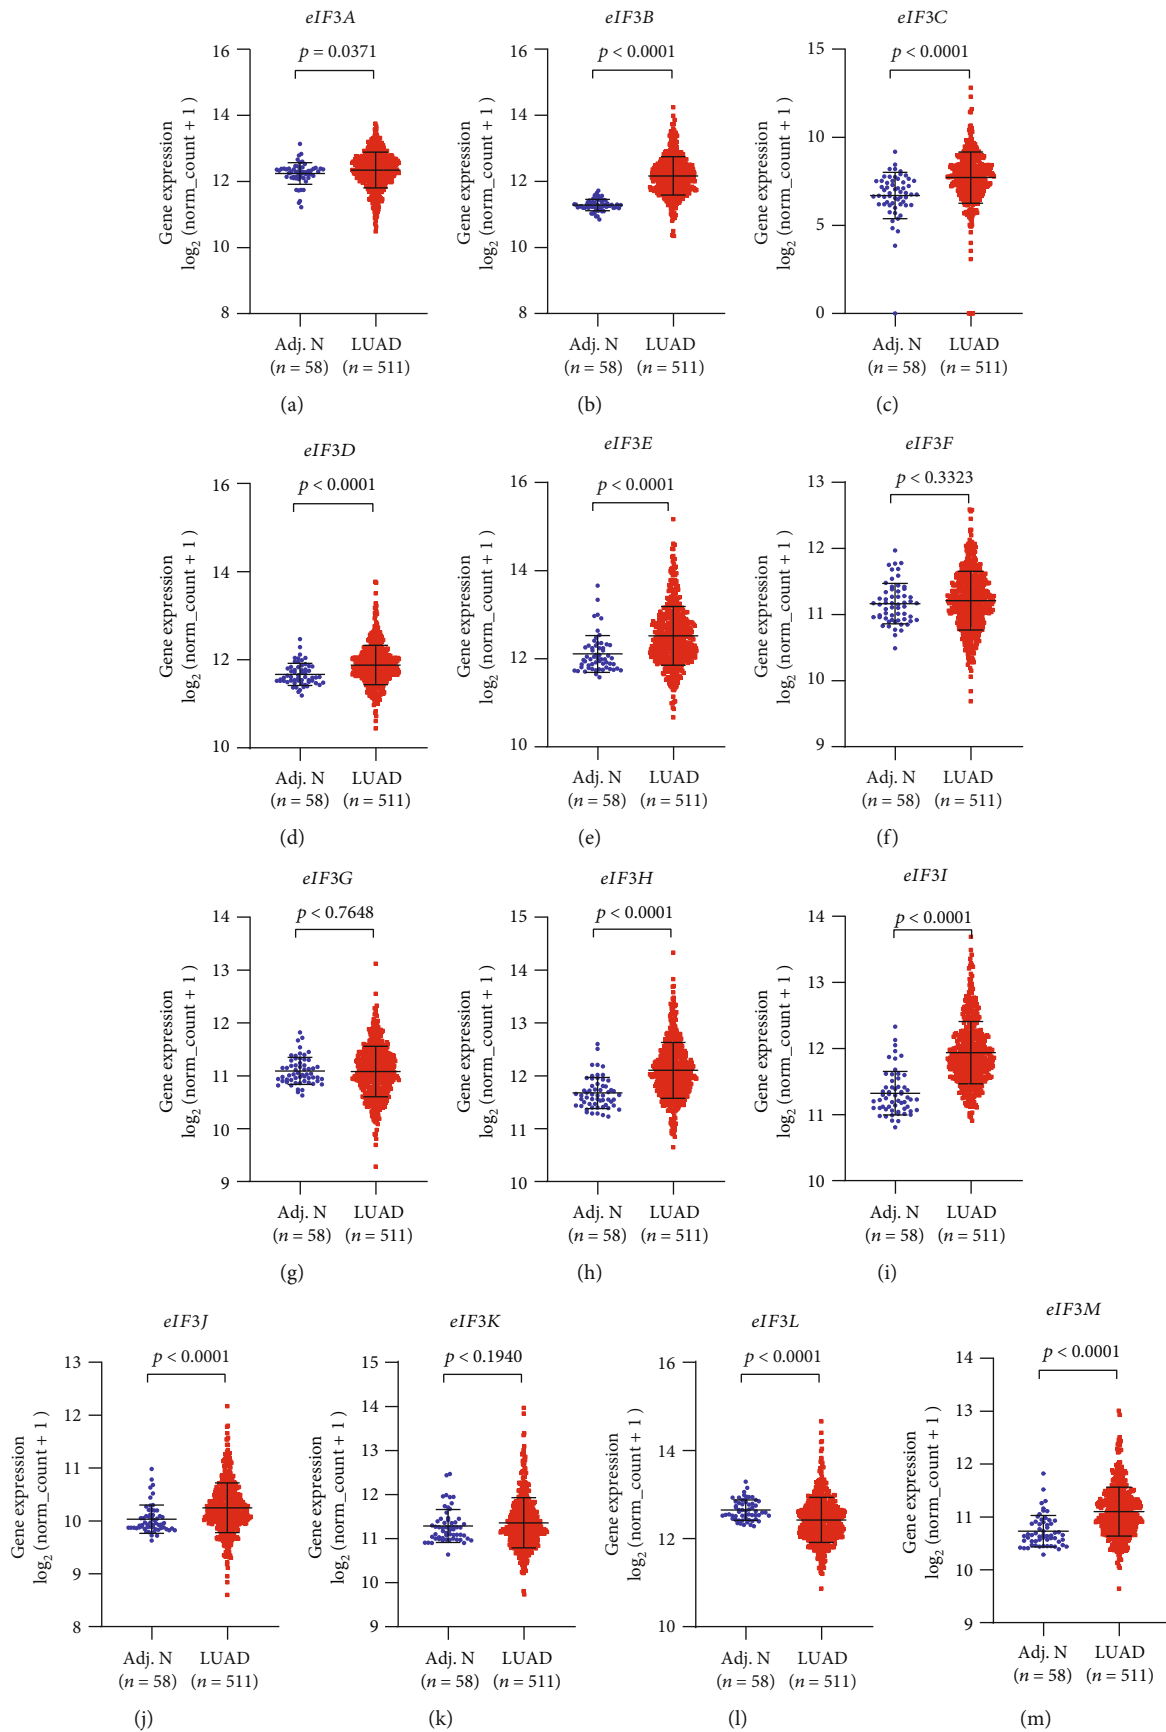 eIF3A
p = 0.0371
Gene expression
log₂ (norm_count + 1 )
16
14
12
10
8
Adj. N
(n = 58)
LUAD
(n = 511)
(a)
eIF3B
p < 0.0001
Gene expression
log₂ (norm_count + 1 )
16
14
12
10
8
Adj. N
(n = 58)
LUAD
(n = 511)
(b)
eIF3C
p < 0.0001
Gene expression
log₂ (norm_count + 1 )
15
10
5
0
Adj. N
(n = 58)
LUAD
(n = 511)
(c)
eIF3D
p < 0.0001
Gene expression
log₂ (norm_count + 1 )
16
14
12
10
Adj. N
(n = 58)
LUAD
(n = 511)
(d)
eIF3E
p < 0.0001
Gene expression
log₂ (norm_count + 1 )
16
14
12
10
Adj. N
(n = 58)
LUAD
(n = 511)
(e)
eIF3F
p < 0.3323
Gene expression
log₂ (norm_count + 1 )
13
12
11
10
9
Adj. N
(n = 58)
LUAD
(n = 511)
(f)
eIF3G
p < 0.7648
Gene expression
log₂ (norm_count + 1 )
14
13
12
11
10
9
Adj. N
(n = 58)
LUAD
(n = 511)
(g)
eIF3H
p < 0.0001
Gene expression
log₂ (norm_count + 1 )
15
14
13
12
11
10
Adj. N
(n = 58)
LUAD
(n = 511)
(h)
eIF3I
p < 0.0001
Gene expression
log₂ (norm_count + 1 )
14
13
12
11
10
Adj. N
(n = 58)
LUAD
(n = 511)
(i)
eIF3J
p < 0.0001
Gene expression
log₂ (norm_count + 1 )
13
12
11
10
9
8
Adj. N
(n = 58)
LUAD
(n = 511)
(j)
eIF3K
p < 0.1940
Gene expression
log₂ (norm_count + 1 )
15
14
13
12
11
10
9
Adj. N
(n = 58)
LUAD
(n = 511)
(k)
eIF3L
p < 0.0001
Gene expression
log₂ (norm_count + 1 )
16
14
12
10
Adj. N
(n = 58)
LUAD
(n = 511)
(l)
eIF3M
p < 0.0001
Gene expression
log₂ (norm_count + 1 )
14
13
12
11
10
9
Adj. N
(n = 58)
LUAD
(n = 511)
(m)